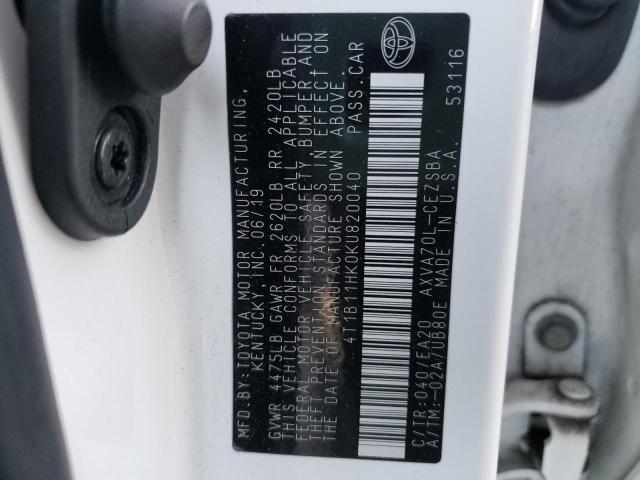 MFD.BY: TOYOTA MOTOR MANUFACTURING,
KENTUCKY, INC. 06/19
GVWR 4475LB GAWR FR 2620LB RR 2420LB
THIS VEHICLE CONFORMS TO ALL APPLICABLE
FEDERAL MOTOR VEHICLE SAFETY, BUMPER, AND
THEFT PREVENTION STANDARDS IN EFFECT ON
THE DATE OF MANUFACTURE SHOWN ABOVE.
4T1B11HK0KU820040 PASS.CAR
C/TR:040/EA20 AXVA70L-CEZSBA
A/TM:-02A/UB80E MADE IN U.S.A.
53116